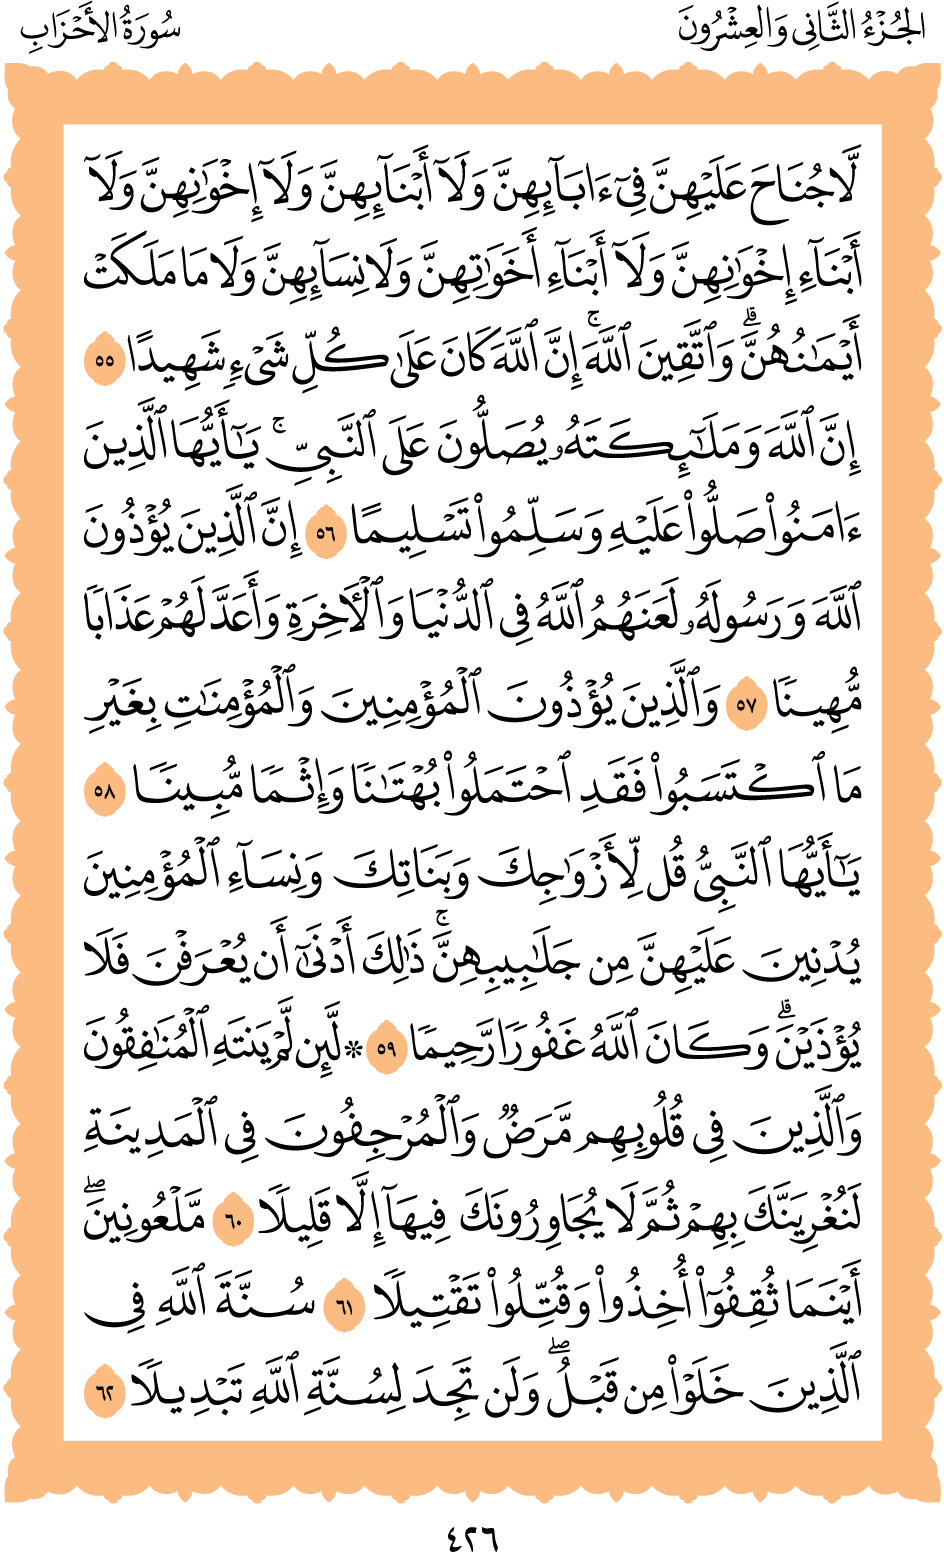 الجُزْءُ الثَّانِي وَالعِشْرُونَ
سُورَةُ الأَحْزَابِ
لَّا جُنَاحَ عَلَيْهِنَّ فِيٓ ءَابَآئِهِنَّ وَلَآ أَبْنَآئِهِنَّ وَلَآ إِخْوَٰنِهِنَّ وَلَآ
أَبْنَآءِ إِخْوَٰنِهِنَّ وَلَآ أَبْنَآءِ أَخَوَٰتِهِنَّ وَلَا نِسَآئِهِنَّ وَلَا مَا مَلَكَتْ
أَيْمَٰنُهُنَّۗ وَٱتَّقِينَ ٱللَّهَۚ إِنَّ ٱللَّهَ كَانَ عَلَىٰ كُلِّ شَيْءٍ شَهِيدًا ٥٥
إِنَّ ٱللَّهَ وَمَلَٰٓئِكَتَهُۥ يُصَلُّونَ عَلَى ٱلنَّبِيِّۚ يَٰٓأَيُّهَا ٱلَّذِينَ
ءَامَنُوا۟ صَلُّوا۟ عَلَيْهِ وَسَلِّمُوا۟ تَسْلِيمًا ٥٦ إِنَّ ٱلَّذِينَ يُؤْذُونَ
ٱللَّهَ وَرَسُولَهُۥ لَعَنَهُمُ ٱللَّهُ فِي ٱلدُّنْيَا وَٱلْءَاخِرَةِ وَأَعَدَّ لَهُمْ عَذَابًا
مُّهِينًا ٥٧ وَٱلَّذِينَ يُؤْذُونَ ٱلْمُؤْمِنِينَ وَٱلْمُؤْمِنَٰتِ بِغَيْرِ
مَا ٱكْتَسَبُوا۟ فَقَدِ ٱحْتَمَلُوا۟ بُهْتَٰنًا وَإِثْمًا مُّبِينًا ٥٨
يَٰٓأَيُّهَا ٱلنَّبِيُّ قُل لِّأَزْوَٰجِكَ وَبَنَاتِكَ وَنِسَآءِ ٱلْمُؤْمِنِينَ
يُدْنِينَ عَلَيْهِنَّ مِن جَلَٰبِيبِهِنَّۚ ذَٰلِكَ أَدْنَىٰٓ أَن يُعْرَفْنَ فَلَا
يُؤْذَيْنَۗ وَكَانَ ٱللَّهُ غَفُورًا رَّحِيمًا ٥٩ ۞ لَّئِن لَّمْ يَنتَهِ ٱلْمُنَٰفِقُونَ
وَٱلَّذِينَ فِي قُلُوبِهِم مَّرَضٌ وَٱلْمُرْجِفُونَ فِي ٱلْمَدِينَةِ
لَنُغْرِيَنَّكَ بِهِمْ ثُمَّ لَا يُجَاوِرُونَكَ فِيهَآ إِلَّا قَلِيلًا ٦٠ مَّلْعُونِينَۖ
أَيْنَمَا ثُقِفُوٓا۟ أُخِذُوا۟ وَقُتِّلُوا۟ تَقْتِيلًا ٦١ سُنَّةَ ٱللَّهِ فِي
ٱلَّذِينَ خَلَوْا۟ مِن قَبْلُۖ وَلَن تَجِدَ لِسُنَّةِ ٱللَّهِ تَبْدِيلًا ٦٢
٤٢٦